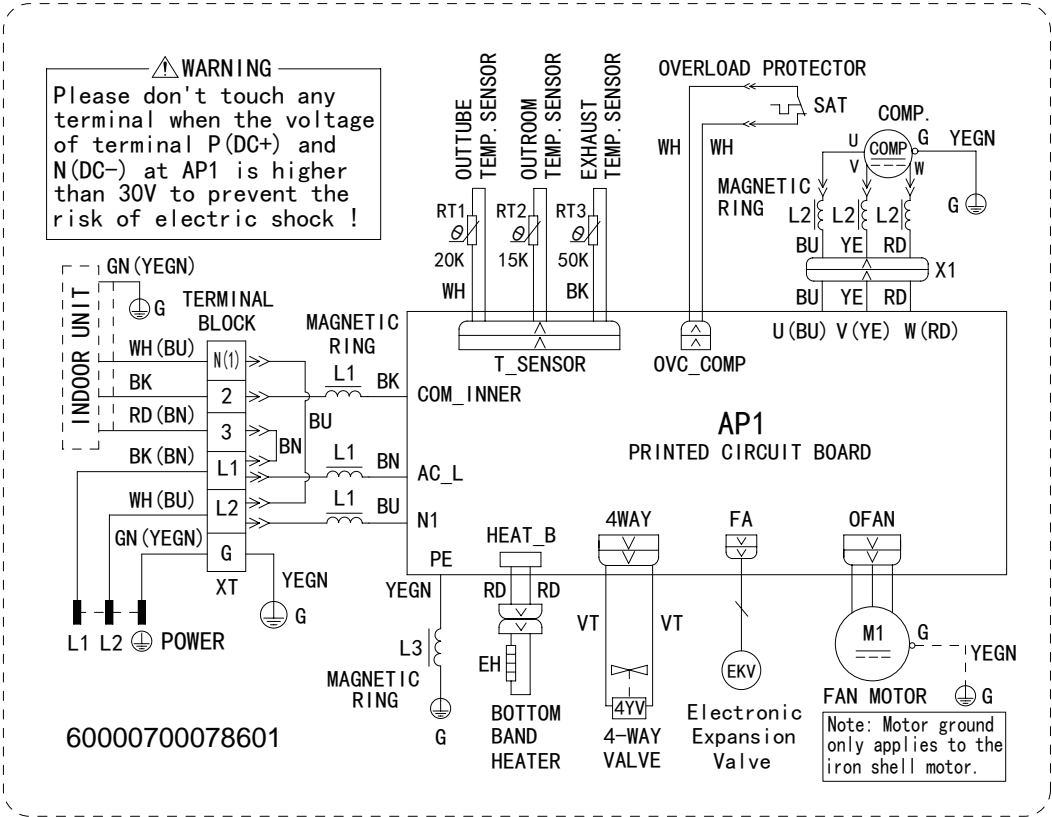 WARNING
Please don't touch any
terminal when the voltage
of terminal P(DC+) and
N(DC-) at AP1 is higher
than 30V to prevent the
risk of electric shock !
OUTTUBE
TEMP. SENSOR
OUTROOM
TEMP. SENSOR
EXHAUST
TEMP. SENSOR
RT1
θ
20K
RT2
θ
15K
RT3
θ
50K
WH
BK
T_SENSOR
OVERLOAD PROTECTOR
SAT
WH
WH
OVC_COMP
COMP.
U
COMP
G
YEGN
V
W
G
MAGNETIC
RING
L2
L2
L2
BU
YE
RD
X1
BU
YE
RD
U(BU)
V(YE)
W(RD)
INDOOR UNIT
GN(YEGN)
G
TERMINAL
BLOCK
WH(BU)
N(1)
BK
2
RD(BN)
3
BK(BN)
L1
WH(BU)
L2
GN(YEGN)
G
XT
BU
BN
YEGN
G
L1
L2
POWER
MAGNETIC
RING
L1
BK
COM_INNER
L1
BN
AC_L
L1
BU
N1
AP1
PRINTED CIRCUIT BOARD
PE
YEGN
L3
MAGNETIC
RING
G
HEAT_B
RD
RD
EH
BOTTOM
BAND
HEATER
4WAY
VT
VT
4YV
4-WAY
VALVE
FA
EKV
Electronic
Expansion
Valve
OFAN
M1
G
YEGN
G
FAN MOTOR
Note: Motor ground
only applies to the
iron shell motor.
60000700078601